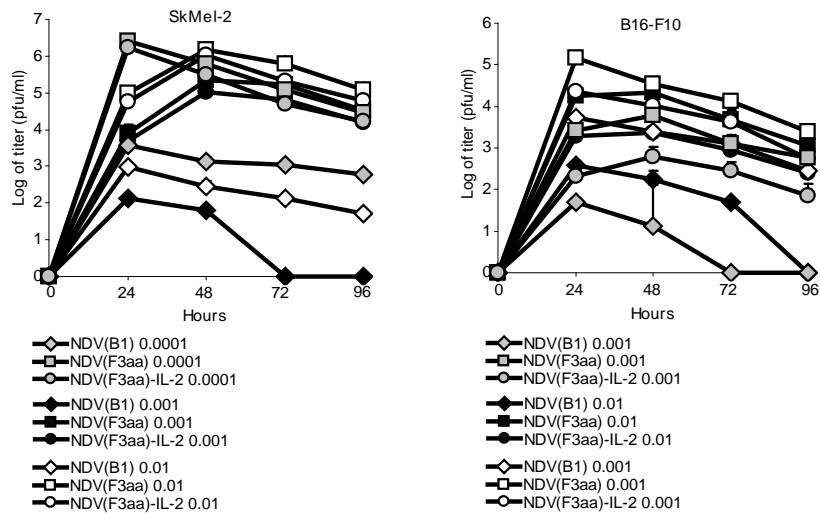 SkMel-2
Log of titer (pfu/ml)
7
6
5
4
3
2
1
0
0 24 48 72 96
Hours
NDV(B1) 0.0001
NDV(F3aa) 0.0001
NDV(F3aa)-IL-2 0.0001
NDV(B1) 0.001
NDV(F3aa) 0.001
NDV(F3aa)-IL-2 0.001
NDV(B1) 0.01
NDV(F3aa) 0.01
NDV(F3aa)-IL-2 0.01
B16-F10
Log of titer (pfu/ml)
6
5
4
3
2
1
0
0 24 48 72 96
Hours
NDV(B1) 0.001
NDV(F3aa) 0.001
NDV(F3aa)-IL-2 0.001
NDV(B1) 0.01
NDV(F3aa) 0.01
NDV(F3aa)-IL-2 0.01
NDV(B1) 0.001
NDV(F3aa) 0.001
NDV(F3aa)-IL-2 0.001